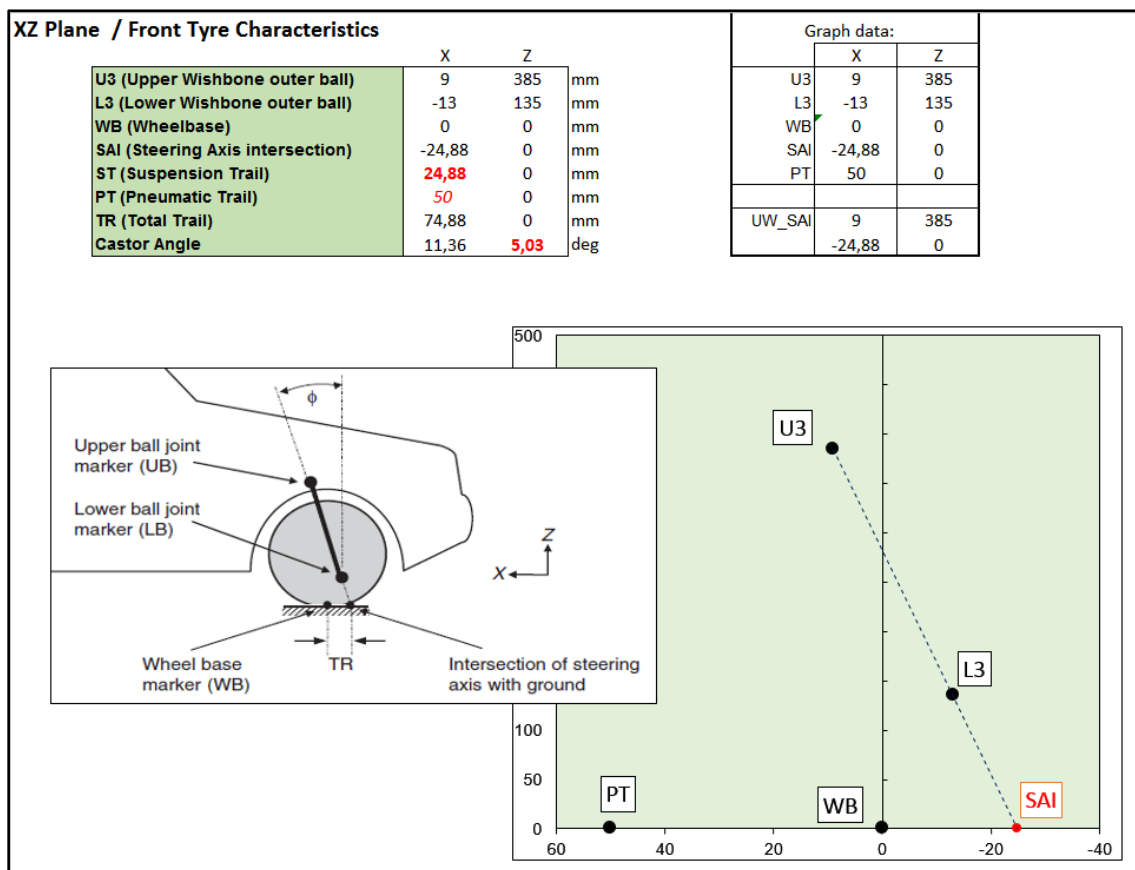 XZ Plane / Front Tyre Characteristics
X Z
U3 (Upper Wishbone outer ball) 9 385 mm
L3 (Lower Wishbone outer ball) -13 135 mm
WB (Wheelbase) 0 0 mm
SAI (Steering Axis intersection) -24,88 0 mm
ST (Suspension Trail) 24,88 0 mm
PT (Pneumatic Trail) 50 0 mm
TR (Total Trail) 74,88 0 mm
Castor Angle 11,36 5,03 deg
Graph data:
X Z
U3 9 385
L3 -13 135
WB 0 0
SAI -24,88 0
PT 50 0
UW_SAI 9 385
-24,88 0
ϕ
Upper ball joint
marker (UB)
Lower ball joint
marker (LB)
Z
X
Wheel base
marker (WB)
TR
Intersection of steering
axis with ground
500
U3
L3
100
50
PT
WB
SAI
0
60 40 20 0 -20 -40